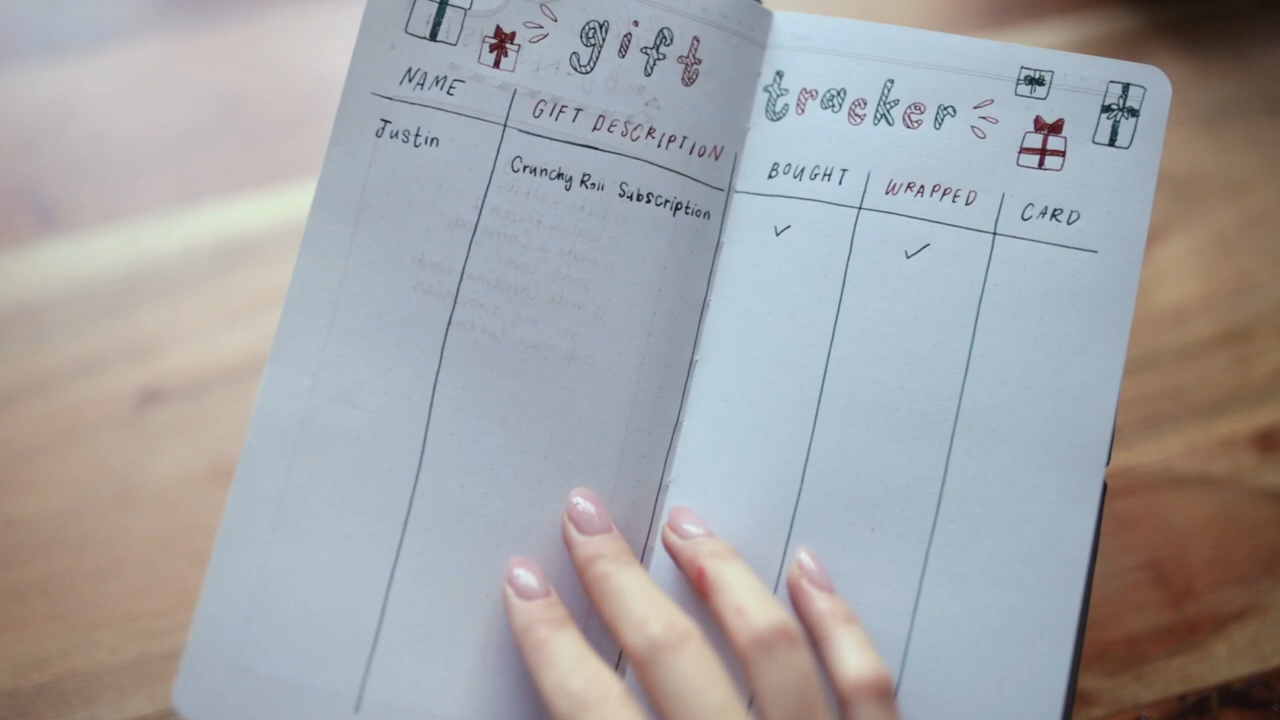 gift tracker
NAME GIFT DESCRIPTION BOUGHT WRAPPED CARD
Justin Crunchy Roll Subscription ✓ ✓